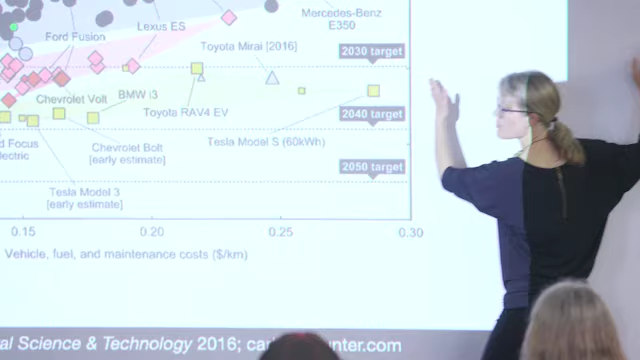 Mercedes-Benz
E350
Lexus ES
Ford Fusion
Toyota Mirai [2016]
2030 target
Chevrolet Volt
BMW i3
Toyota RAV4 EV
2040 target
Tesla Model S (60kWh)
d Focus
lectric
Chevrolet Bolt
[early estimate]
2050 target
Tesla Model 3
[early estimate]
0.15
0.20
0.25
0.30
Vehicle, fuel, and maintenance costs ($/km)
al Science & Technology 2016; car
unter.com